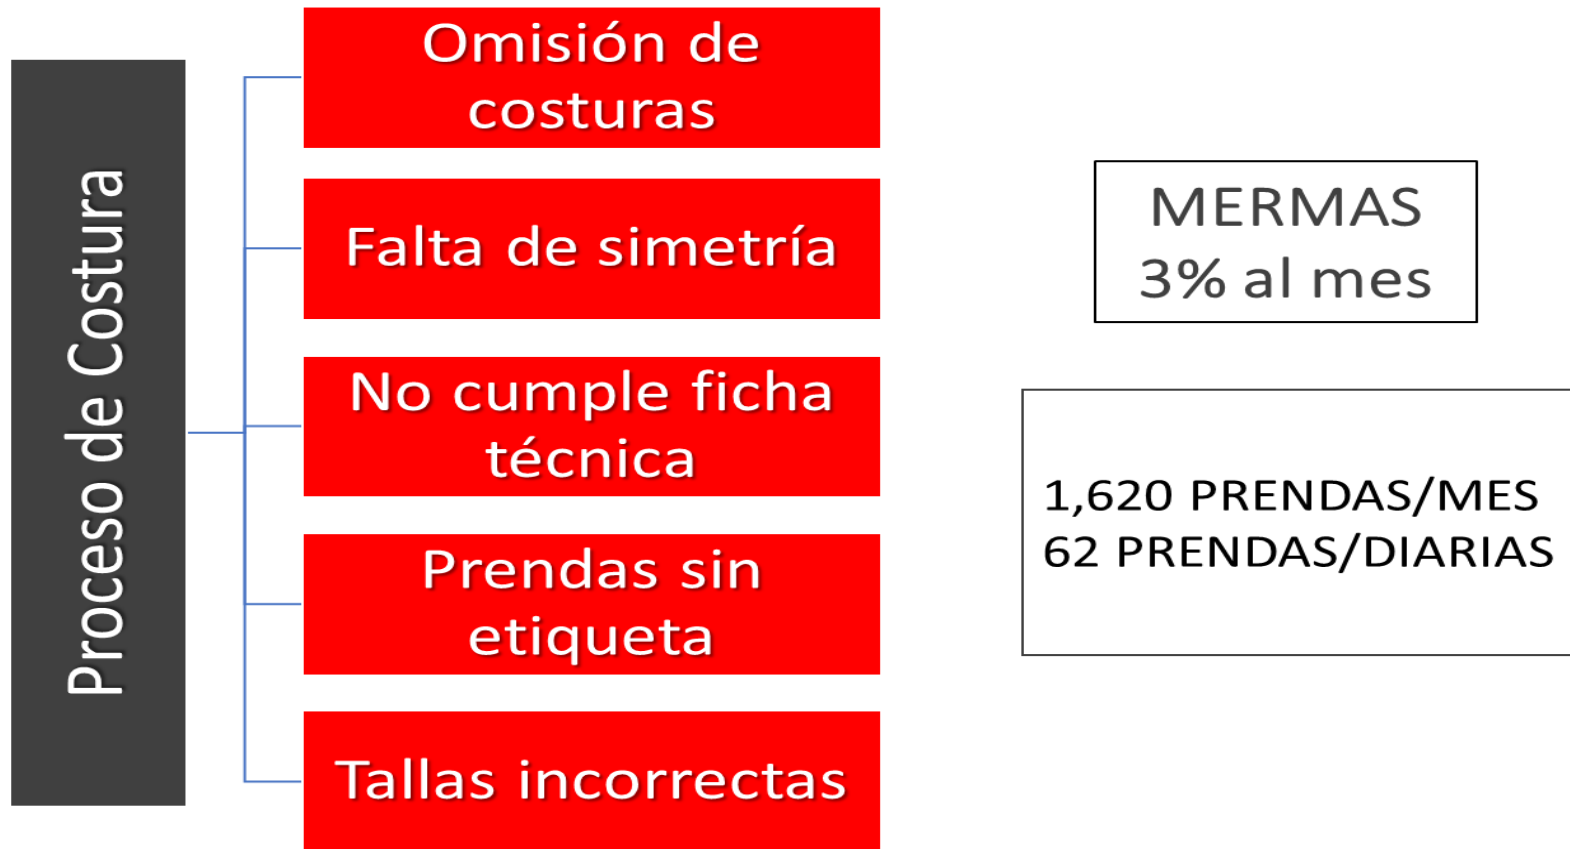 Proceso de Costura
Omisión de
costuras
Falta de simetría
No cumple ficha
técnica
Prendas sin
etiqueta
Tallas incorrectas
MERMAS
3% al mes
1,620 PRENDAS/MES
62 PRENDAS/DIARIAS